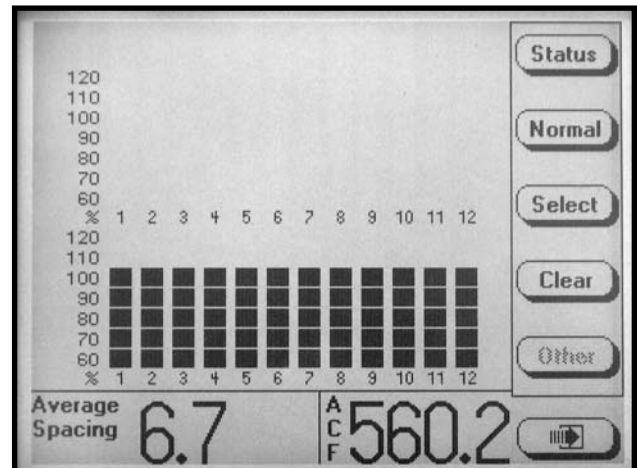 Status
120
110
100
90
80
70
60
% 1 2 3 4 5 6 7 8 9 10 11 12
Normal
Select
120
110
100
90
80
70
60
% 1 2 3 4 5 6 7 8 9 10 11 12
Clear
Other
Average
Spacing 6.7
ACF 560.2